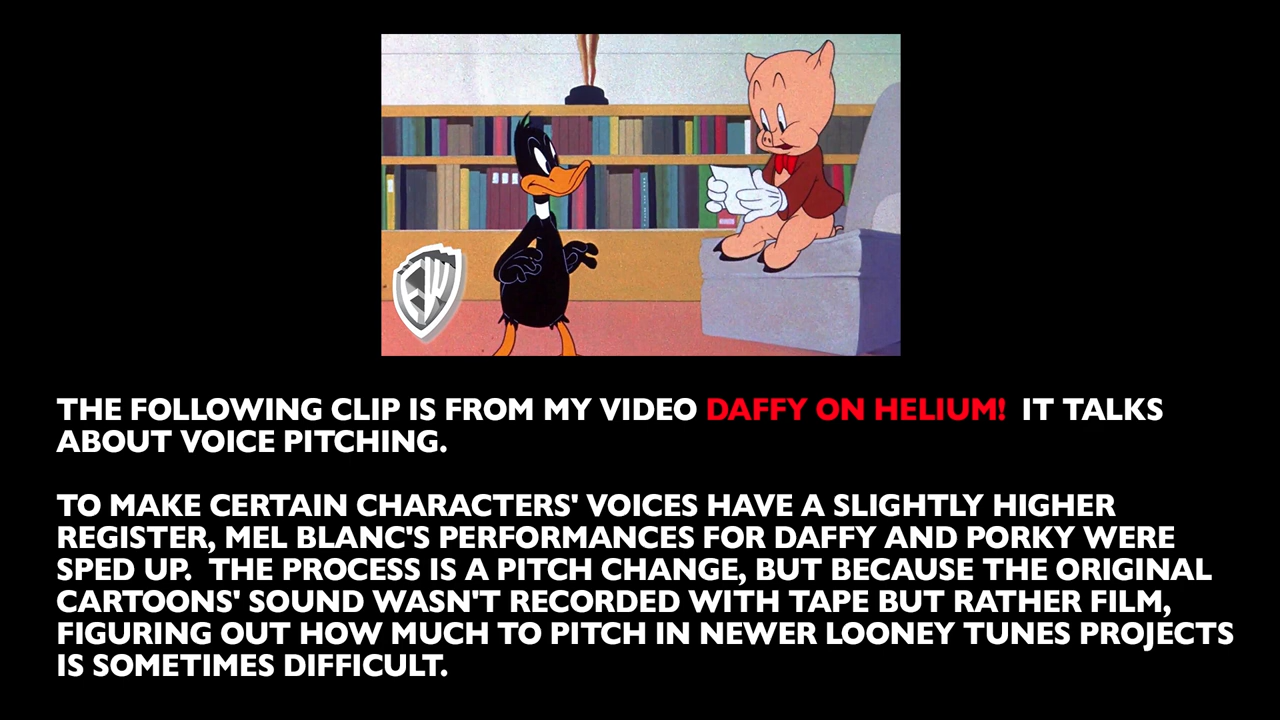 THE FOLLOWING CLIP IS FROM MY VIDEO DAFFY ON HELIUM!  IT TALKS
ABOUT VOICE PITCHING.
TO MAKE CERTAIN CHARACTERS' VOICES HAVE A SLIGHTLY HIGHER
REGISTER, MEL BLANC'S PERFORMANCES FOR DAFFY AND PORKY WERE
SPED UP.  THE PROCESS IS A PITCH CHANGE, BUT BECAUSE THE ORIGINAL
CARTOONS' SOUND WASN'T RECORDED WITH TAPE BUT RATHER FILM,
FIGURING OUT HOW MUCH TO PITCH IN NEWER LOONEY TUNES PROJECTS
IS SOMETIMES DIFFICULT.